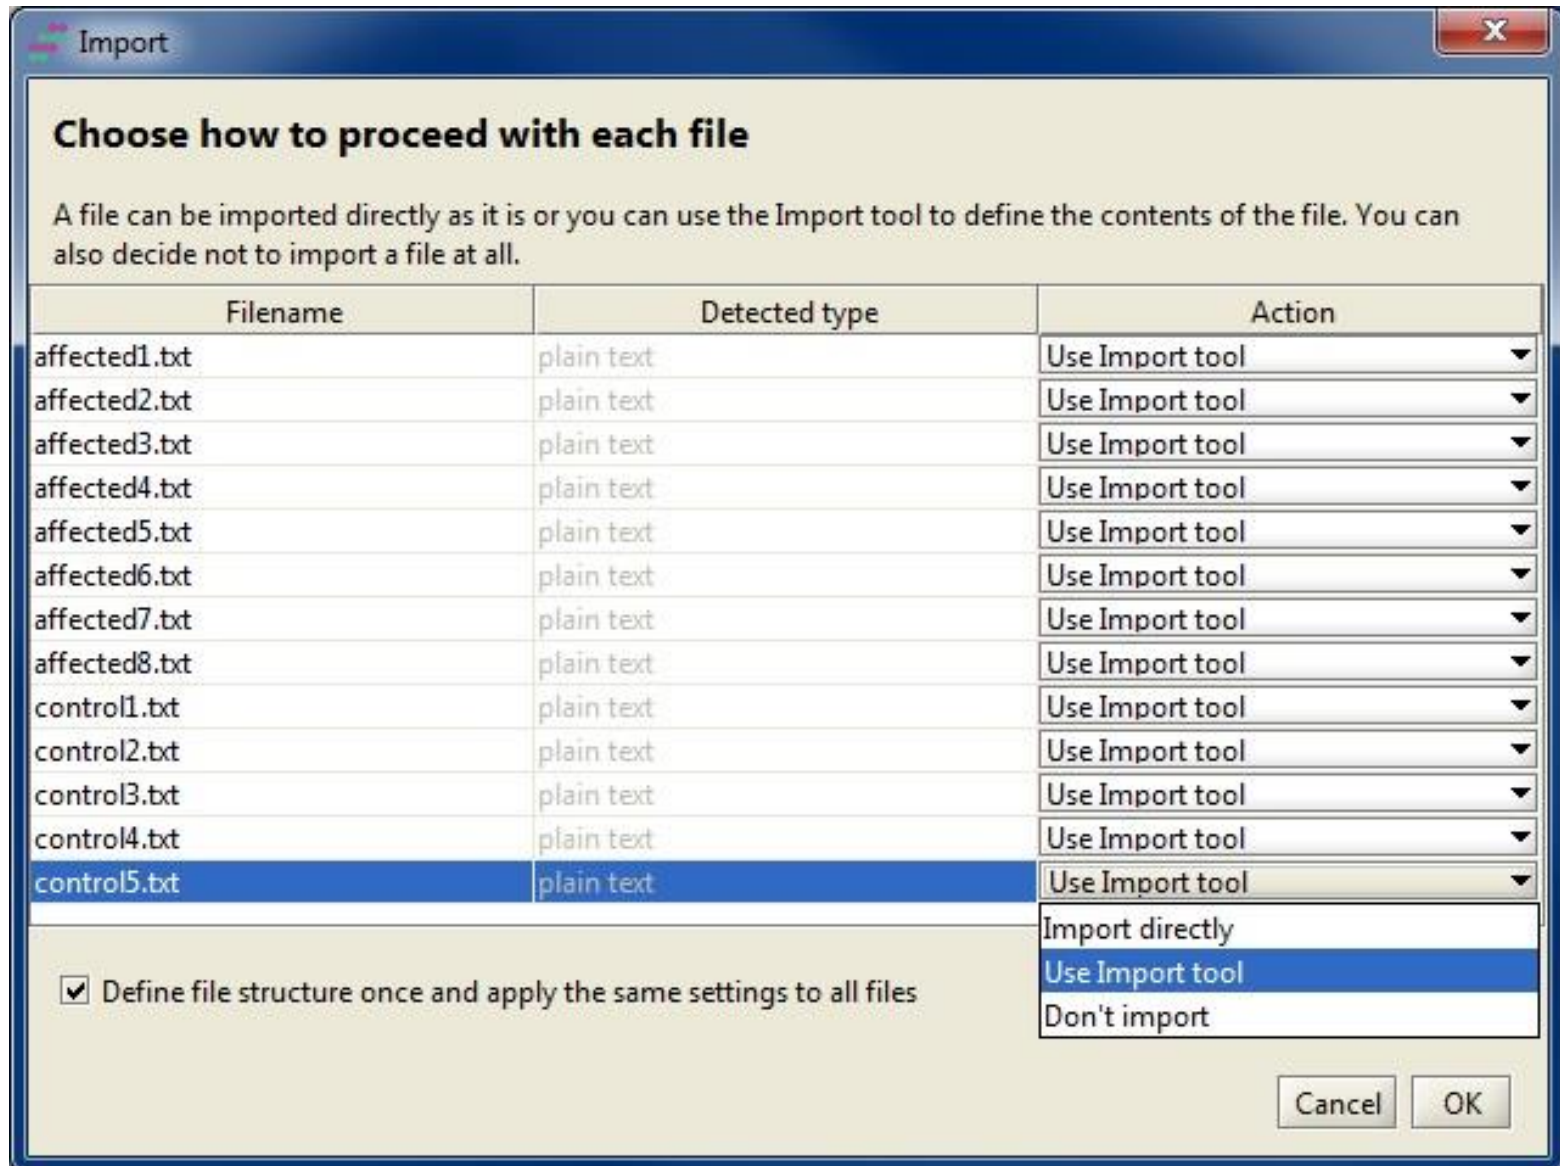 Import
Choose how to proceed with each file
A file can be imported directly as it is or you can use the Import tool to define the contents of the file. You can
also decide not to import a file at all.
Filename Detected type Action
affected1.txt plain text Use Import tool
affected2.txt plain text Use Import tool
affected3.txt plain text Use Import tool
affected4.txt plain text Use Import tool
affected5.txt plain text Use Import tool
affected6.txt plain text Use Import tool
affected7.txt plain text Use Import tool
affected8.txt plain text Use Import tool
control1.txt plain text Use Import tool
control2.txt plain text Use Import tool
control3.txt plain text Use Import tool
control4.txt plain text Use Import tool
control5.txt plain text Use Import tool
Import directly
Use Import tool
Don't import
Define file structure once and apply the same settings to all files
Cancel OK